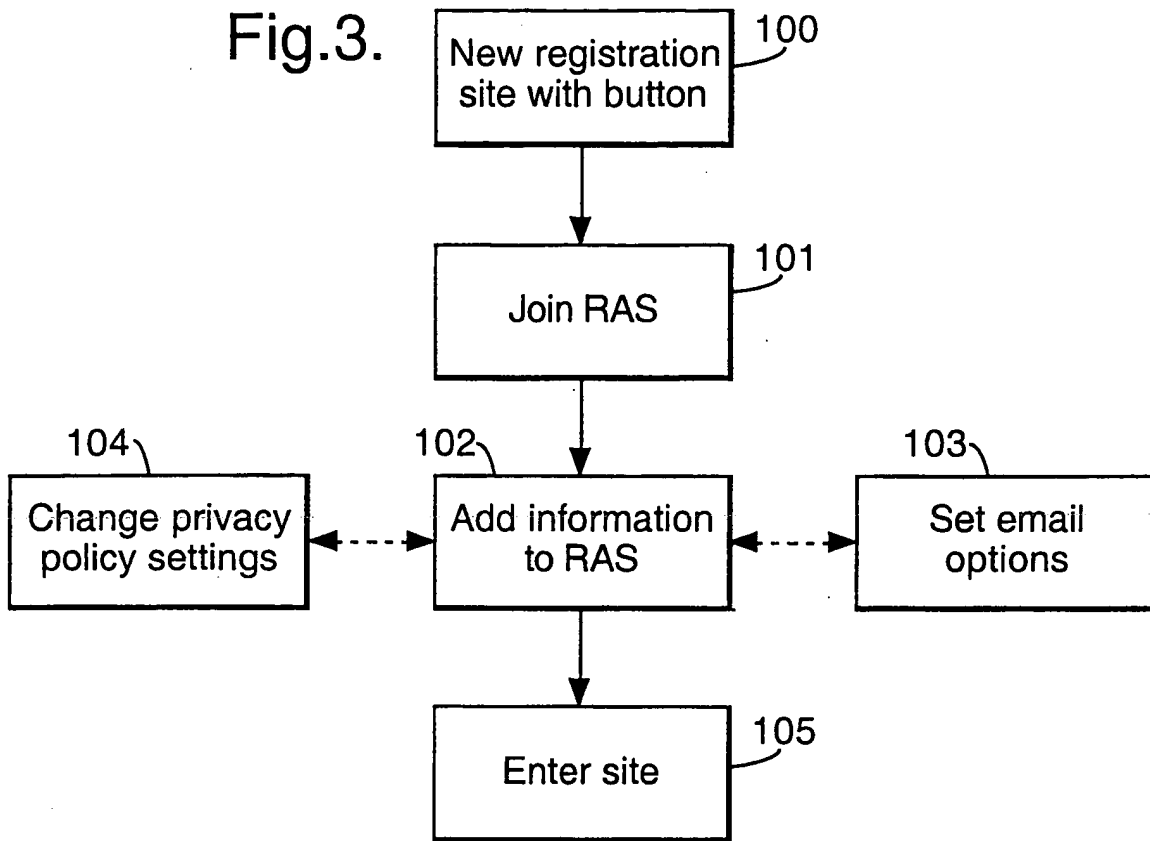 Fig.3.
100
New registration
site with button
101
Join RAS
104
102
103
Change privacy
policy settings
Add information
to RAS
Set email
options
105
Enter site